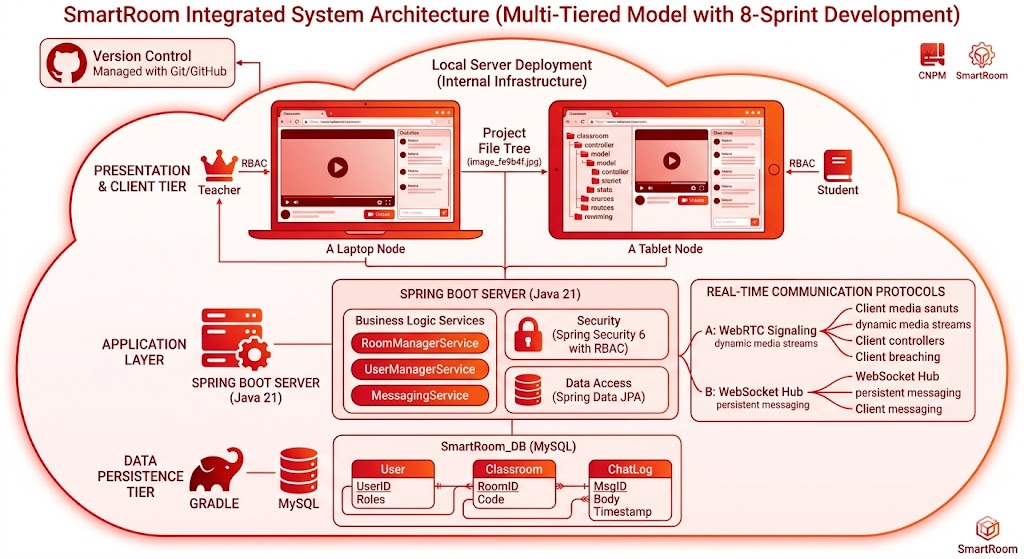 SmartRoom Integrated System Architecture (Multi-Tiered Model with 8-Sprint Development)
Version Control
Managed with Git/GitHub
Local Server Deployment
(Internal Infrastructure)
CNPM
SmartRoom
PRESENTATION
& CLIENT TIER
RBAC
Teacher
Classroom
A Laptop Node
Project
File Tree
(image_fe9b4f.jpg)
classroom
controller
model
model
state
A Tablet Node
RBAC
Student
APPLICATION
LAYER
SPRING BOOT SERVER
(Java 21)
SPRING BOOT SERVER (Java 21)
Business Logic Services
RoomManagerService
UserManagerService
MessagingService
Security
(Spring Security 6
with RBAC)
Data Access
(Spring Data JPA)
REAL-TIME COMMUNICATION PROTOCOLS
A: WebRTC Signaling
dynamic media streams
Client media sanuts
dynamic media streams
Client controllers
Client breaching
B: WebSocket Hub
persistent messaging
WebSocket Hub
persistent messaging
Client messaging
DATA
PERSISTENCE
TIER
GRADLE
MySQL
SmartRoom_DB (MySQL)
User
UserID
Roles
Classroom
RoomID
Code
ChatLog
MsgID
Body
Timestamp
SmartRoom